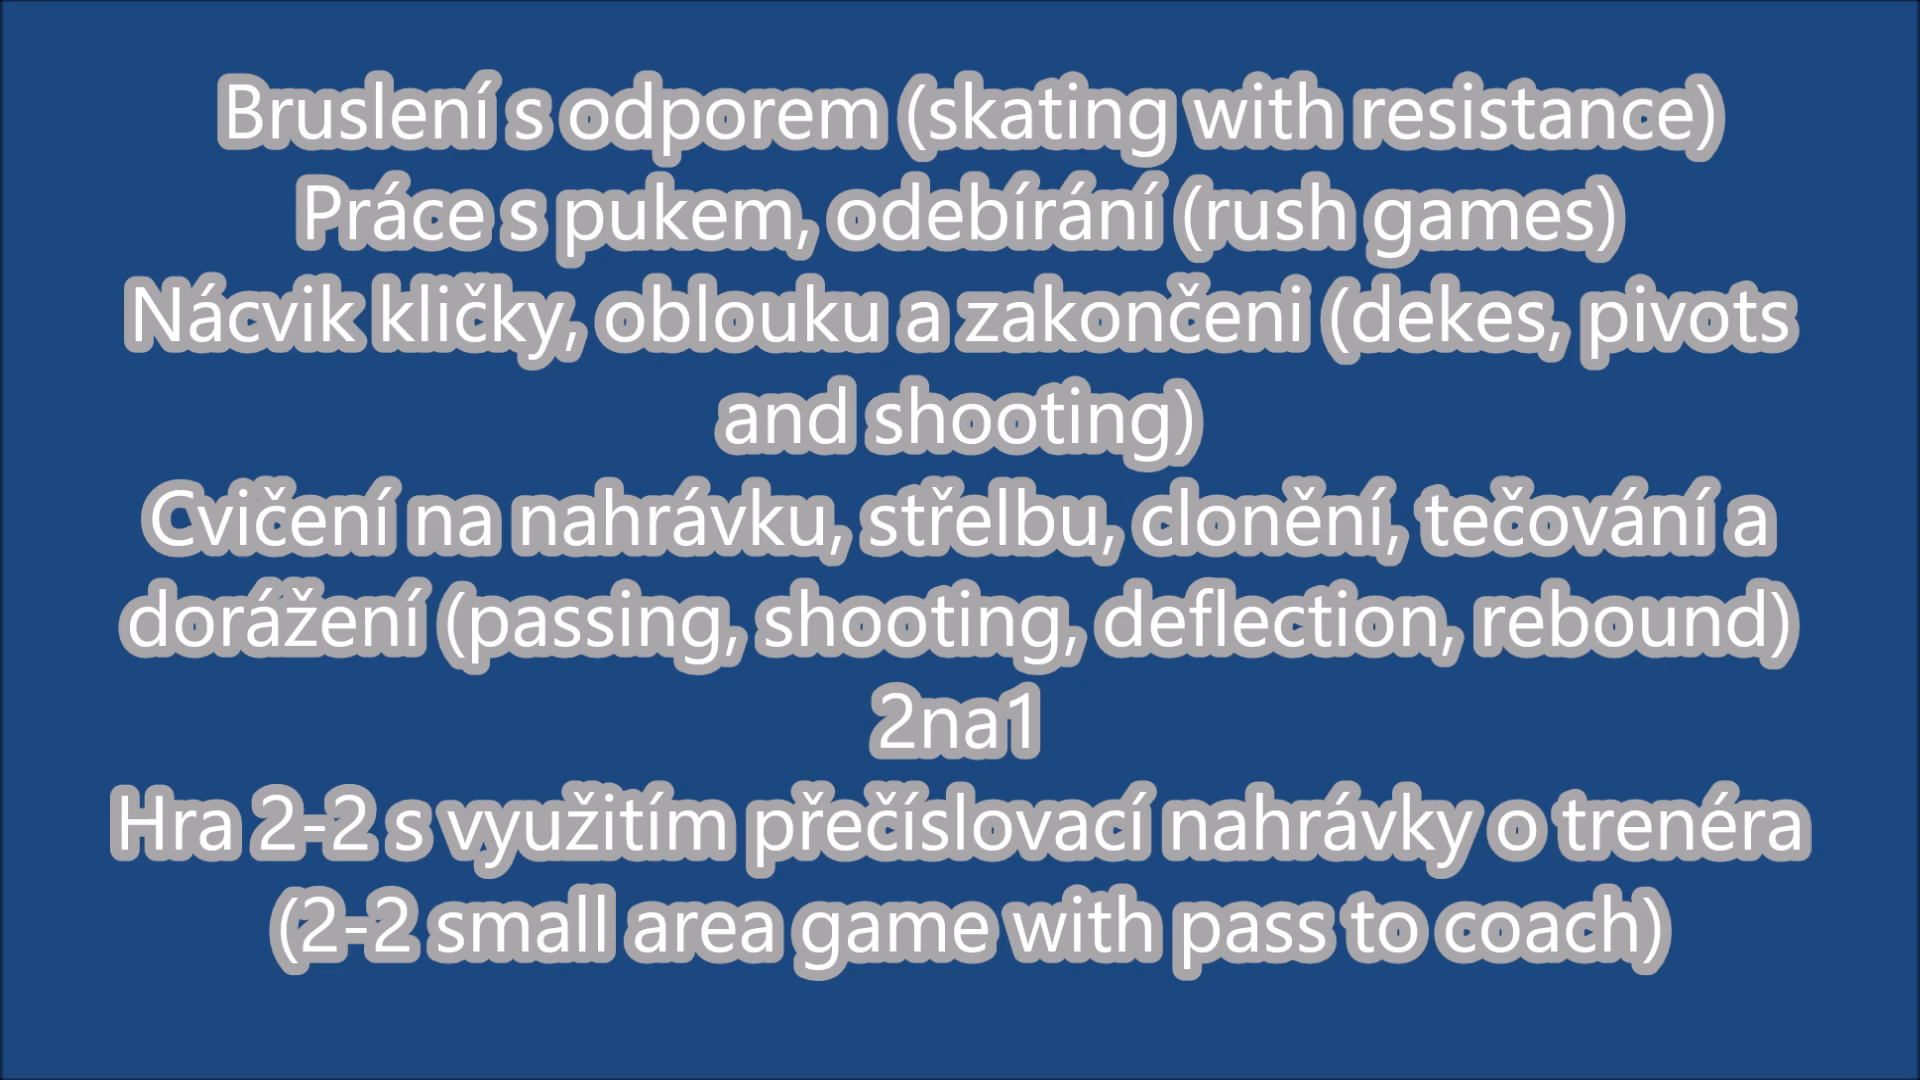 Bruslení s odporem (skating with resistance)
Práce s pukem, odebírání (rush games)
Nácvik kličky, oblouku a zakončeni (dekes, pivots
and shooting)
Cvičení na nahrávku, střelbu, clonění, tečování a
dorážení (passing, shooting, deflection, rebound)
2na1
Hra 2-2 s využitím přečíslovací nahrávky o trenéra
(2-2 small area game with pass to coach)